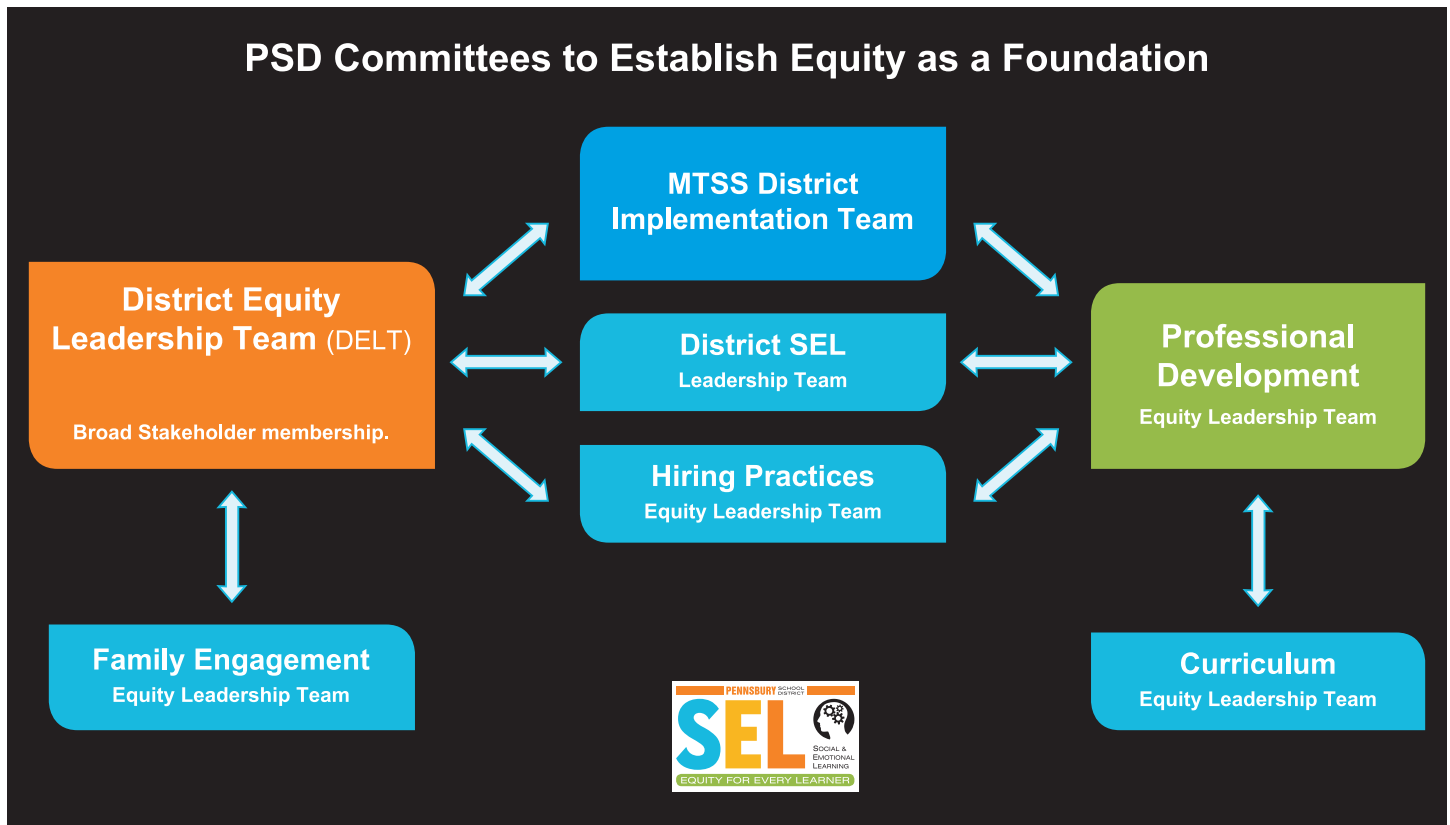 PSD Committees to Establish Equity as a Foundation
MTSS District
Implementation Team
District Equity
Leadership Team (DELT)
Broad Stakeholder membership.
District SEL
Leadership Team
Professional
Development
Equity Leadership Team
Hiring Practices
Equity Leadership Team
Family Engagement
Equity Leadership Team
Curriculum
Equity Leadership Team
PENNSBURY SCHOOL
DISTRICT
SEL
SOCIAL &
EMOTIONAL
LEARNING
EQUITY FOR EVERY LEARNER